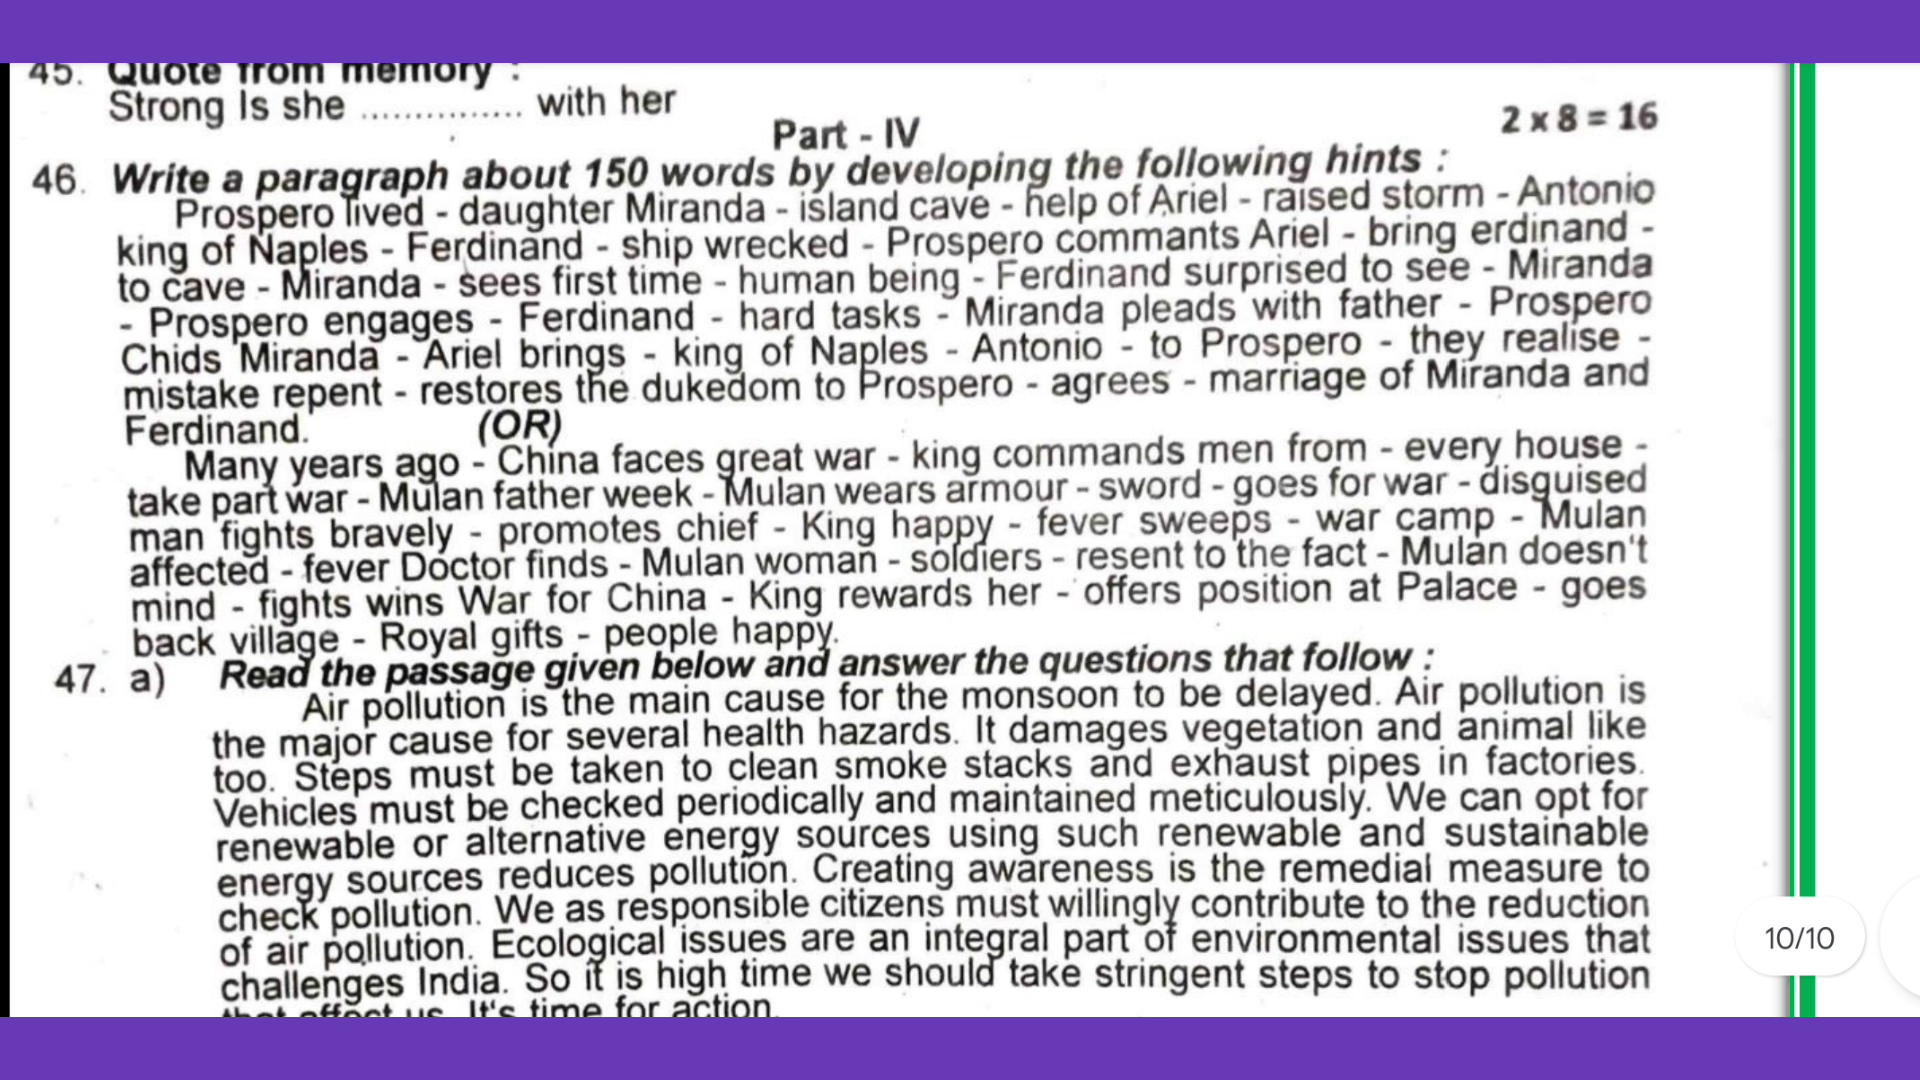 45. Quote from memory :
Strong Is she ............... with her
Part - IV
2 x 8 = 16
46. Write a paragraph about 150 words by developing the following hints :
Prospero lived - daughter Miranda - island cave - help of Ariel - raised storm - Antonio
king of Naples - Ferdinand - ship wrecked - Prospero commants Ariel - bring erdinand -
to cave - Miranda - sees first time - human being - Ferdinand surprised to see - Miranda
- Prospero engages - Ferdinand - hard tasks - Miranda pleads with father - Prospero
Chids Miranda - Ariel brings - king of Naples - Antonio - to Prospero - they realise -
mistake repent - restores the dukedom to Prospero - agrees - marriage of Miranda and
Ferdinand. (OR)
Many years ago - China faces great war - king commands men from - every house -
take part war - Mulan father week - Mulan wears armour - sword - goes for war - disguised
man fights bravely - promotes chief - King happy - fever sweeps - war camp - Mulan
affected - fever Doctor finds - Mulan woman - soldiers - resent to the fact - Mulan doesn't
mind - fights wins War for China - King rewards her - offers position at Palace - goes
back village - Royal gifts - people happy.
47. a) Read the passage given below and answer the questions that follow :
Air pollution is the main cause for the monsoon to be delayed. Air pollution is
the major cause for several health hazards. It damages vegetation and animal like
too. Steps must be taken to clean smoke stacks and exhaust pipes in factories.
Vehicles must be checked periodically and maintained meticulously. We can opt for
renewable or alternative energy sources using such renewable and sustainable
energy sources reduces pollution. Creating awareness is the remedial measure to
check pollution. We as responsible citizens must willingly contribute to the reduction
of air pollution. Ecological issues are an integral part of environmental issues that
challenges India. So it is high time we should take stringent steps to stop pollution
that affect us. It's time for action.
10/10